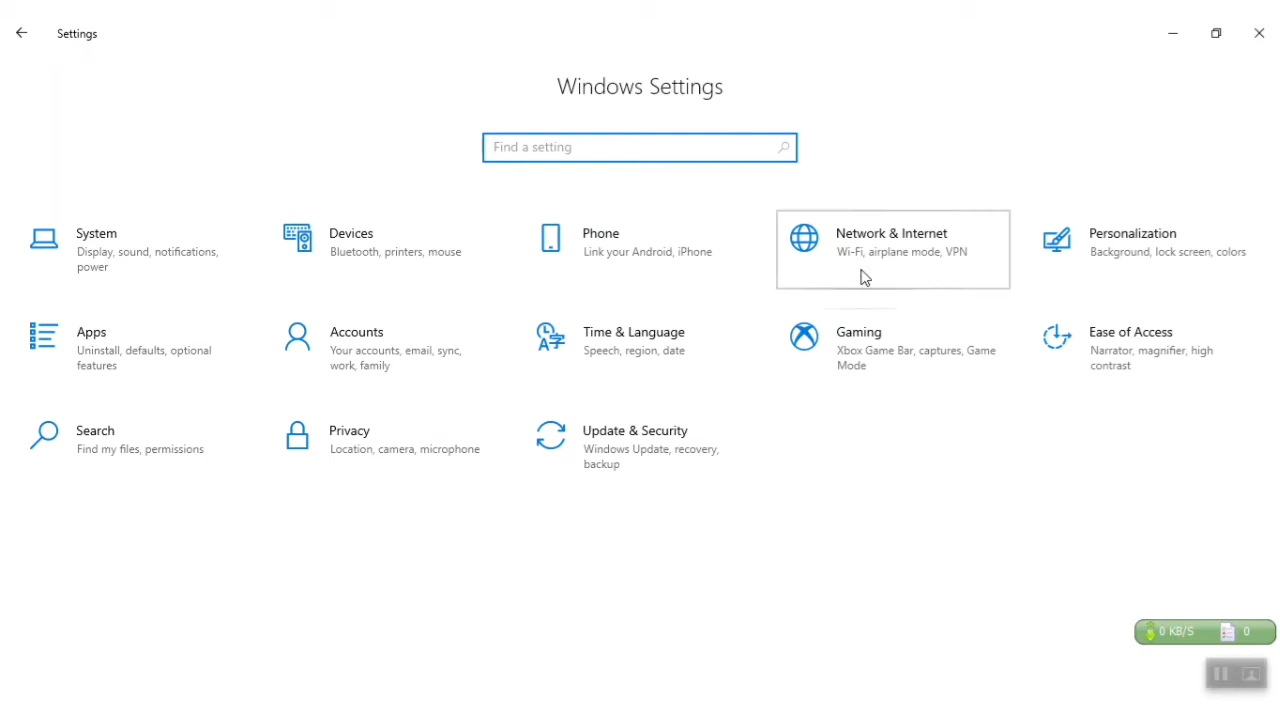 Settings
Windows Settings
Find a setting
System
Display, sound, notifications,
power
Devices
Bluetooth, printers, mouse
Phone
Link your Android, iPhone
Network & Internet
Wi-Fi, airplane mode, VPN
Personalization
Background, lock screen, colors
Apps
Uninstall, defaults, optional
features
Accounts
Your accounts, email, sync,
work, family
Time & Language
Speech, region, date
Gaming
Xbox Game Bar, captures, Game
Mode
Ease of Access
Narrator, magnifier, high
contrast
Search
Find my files, permissions
Privacy
Location, camera, microphone
Update & Security
Windows Update, recovery,
backup
0 KB/S 0